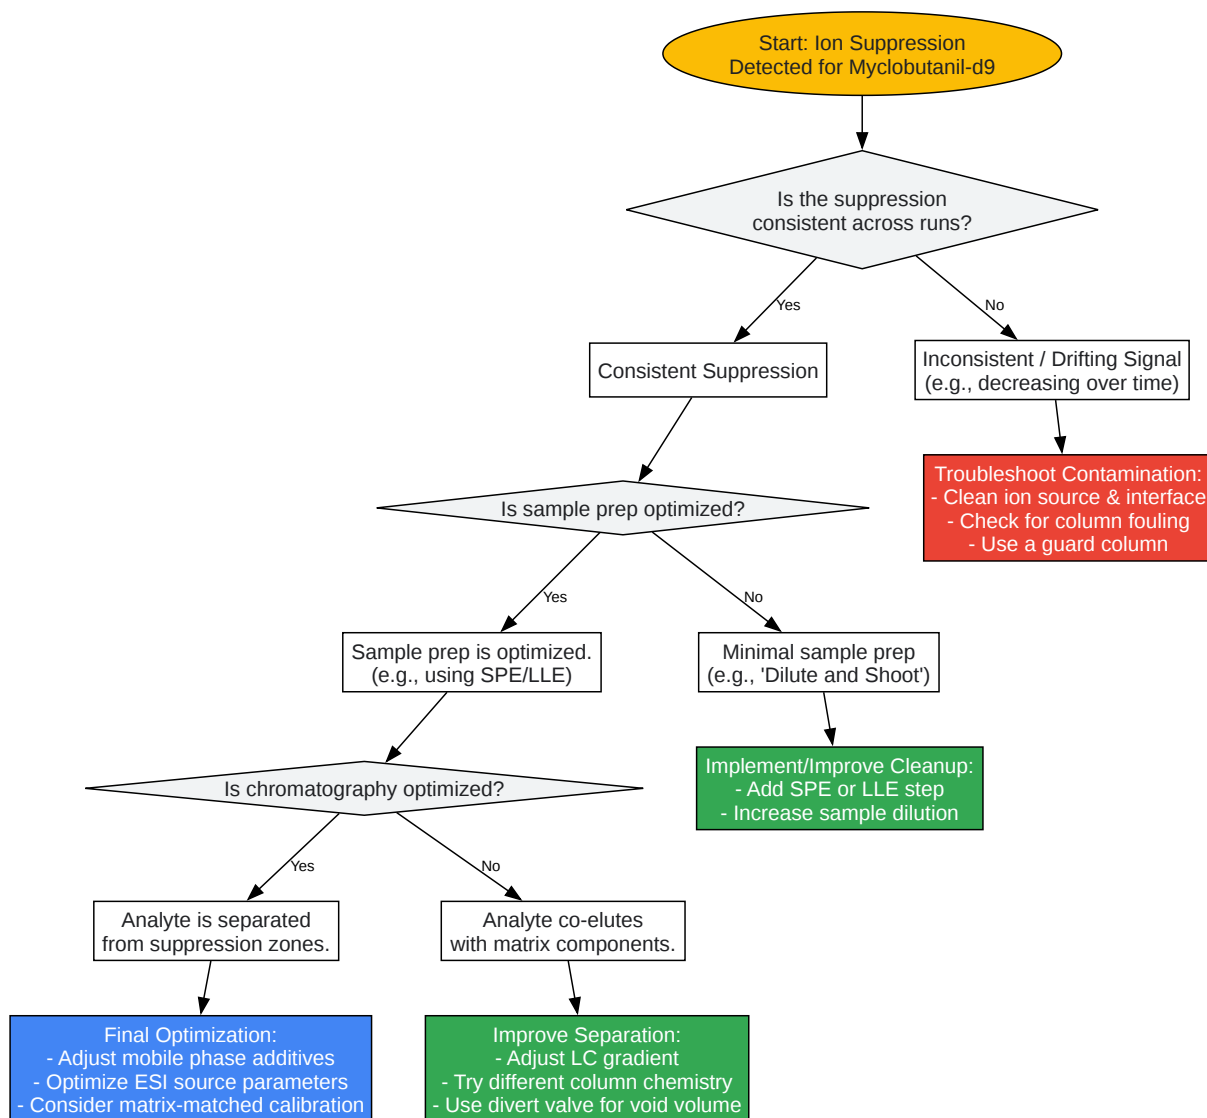 Start: Ion Suppression
Detected for Myclobutanil-d9
Is the suppression
consistent across runs?
Yes
No
Consistent Suppression
Inconsistent / Drifting Signal
(e.g., decreasing over time)
Troubleshoot Contamination:
- Clean ion source & interface
- Check for column fouling
- Use a guard column
Is sample prep optimized?
Yes
No
Sample prep is optimized.
(e.g., using SPE/LLE)
Minimal sample prep
(e.g., 'Dilute and Shoot')
Implement/Improve Cleanup:
- Add SPE or LLE step
- Increase sample dilution
Is chromatography optimized?
Yes
No
Analyte is separated
from suppression zones.
Analyte co-elutes
with matrix components.
Final Optimization:
- Adjust mobile phase additives
- Optimize ESI source parameters
- Consider matrix-matched calibration
Improve Separation:
- Adjust LC gradient
- Try different column chemistry
- Use divert valve for void volume